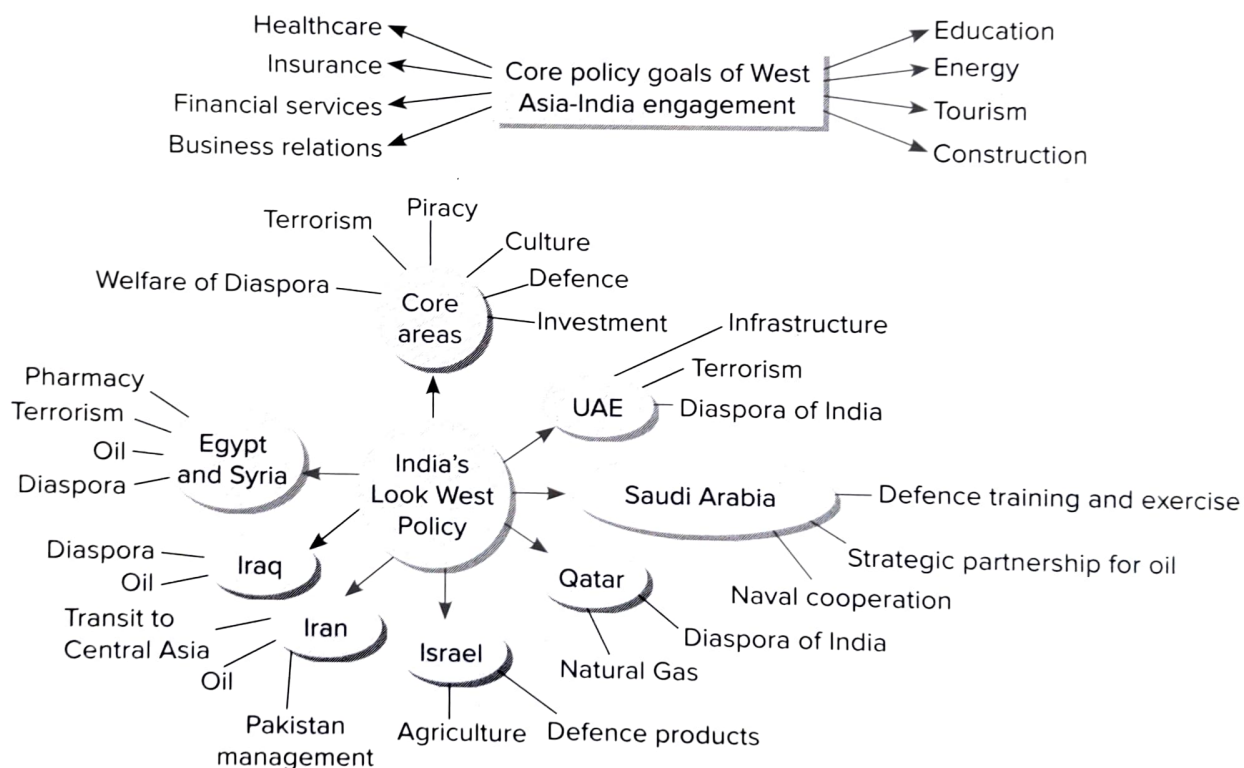 Healthcare
Insurance
Financial services
Business relations
Core policy goals of West
Asia-India engagement
Education
Energy
Tourism
Construction
Piracy
Terrorism
Culture
Welfare of Diaspora
Defence
Core
areas
Investment
Infrastructure
Terrorism
UAE
Diaspora of India
Pharmacy
Terrorism
Oil
Diaspora
Egypt
and Syria
India's
Look West
Policy
Saudi Arabia
Defence training and exercise
Strategic partnership for oil
Naval cooperation
Diaspora
Oil
Iraq
Qatar
Diaspora of India
Natural Gas
Transit to
Central Asia
Iran
Oil
Pakistan
management
Israel
Agriculture
Defence products